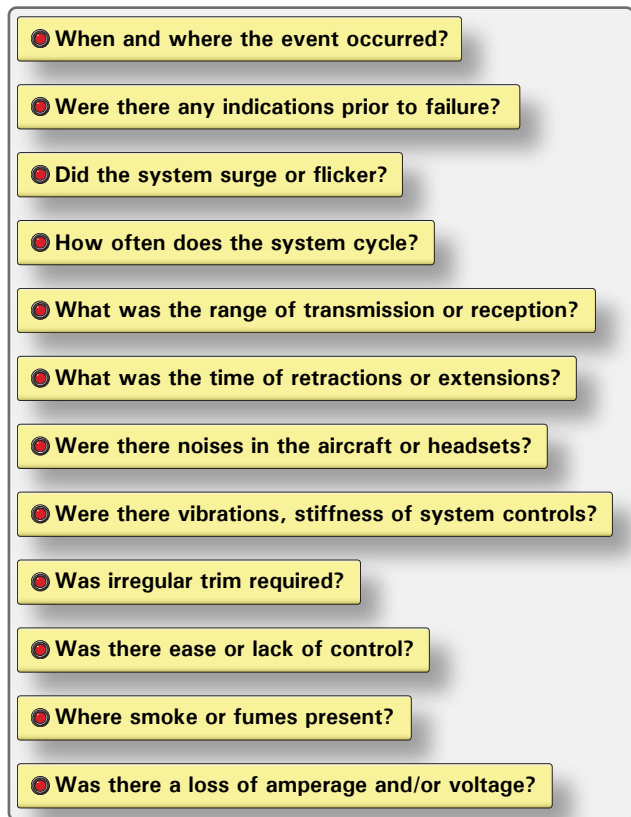 When and where the event occurred?
Were there any indications prior to failure?
Did the system surge or flicker?
How often does the system cycle?
What was the range of transmission or reception?
What was the time of retractions or extensions?
Were there noises in the aircraft or headsets?
Were there vibrations, stiffness of system controls?
Was irregular trim required?
Was there ease or lack of control?
Where smoke or fumes present?
Was there a loss of amperage and/or voltage?